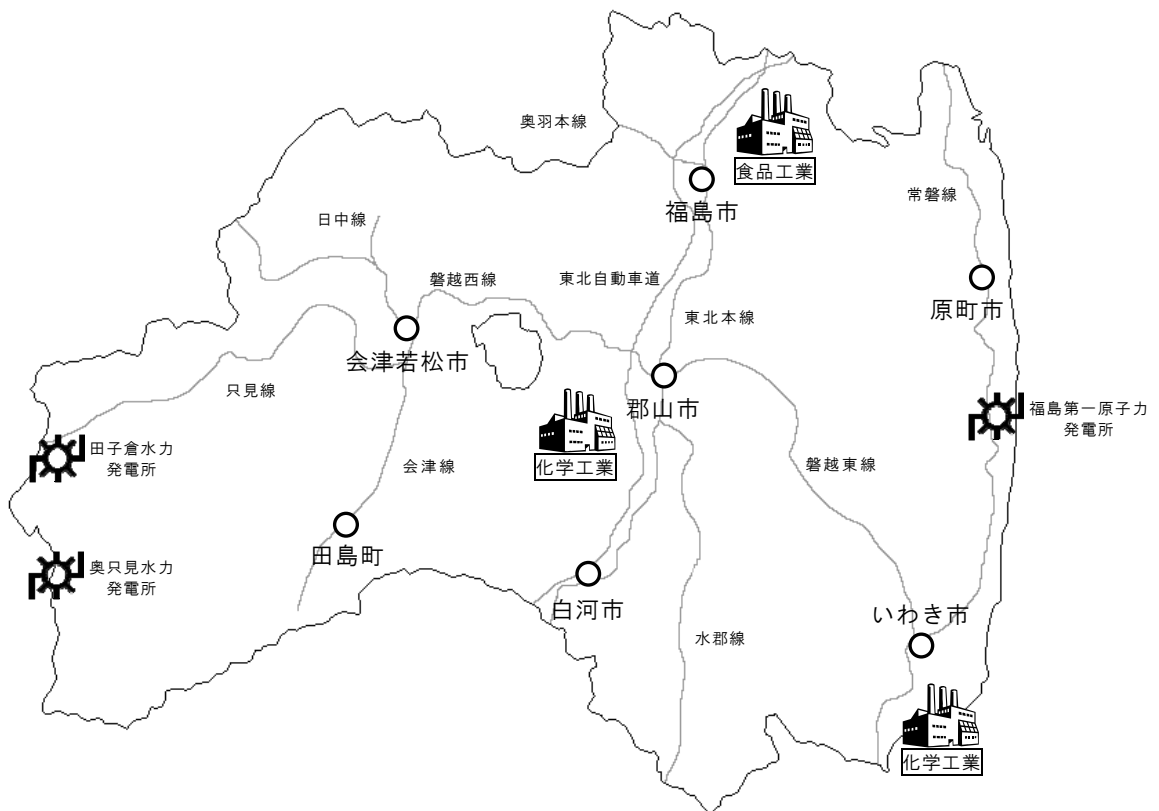 奥羽本線
食品工業
福島市
常磐線
日中線
磐越西線
東北自動車道
原町市
東北本線
会津若松市
只見線
郡山市
福島第一原子力
発電所
田子倉水力
発電所
会津線
化学工業
磐越東線
田島町
奥只見水力
発電所
白河市
いわき市
水郡線
化学工業